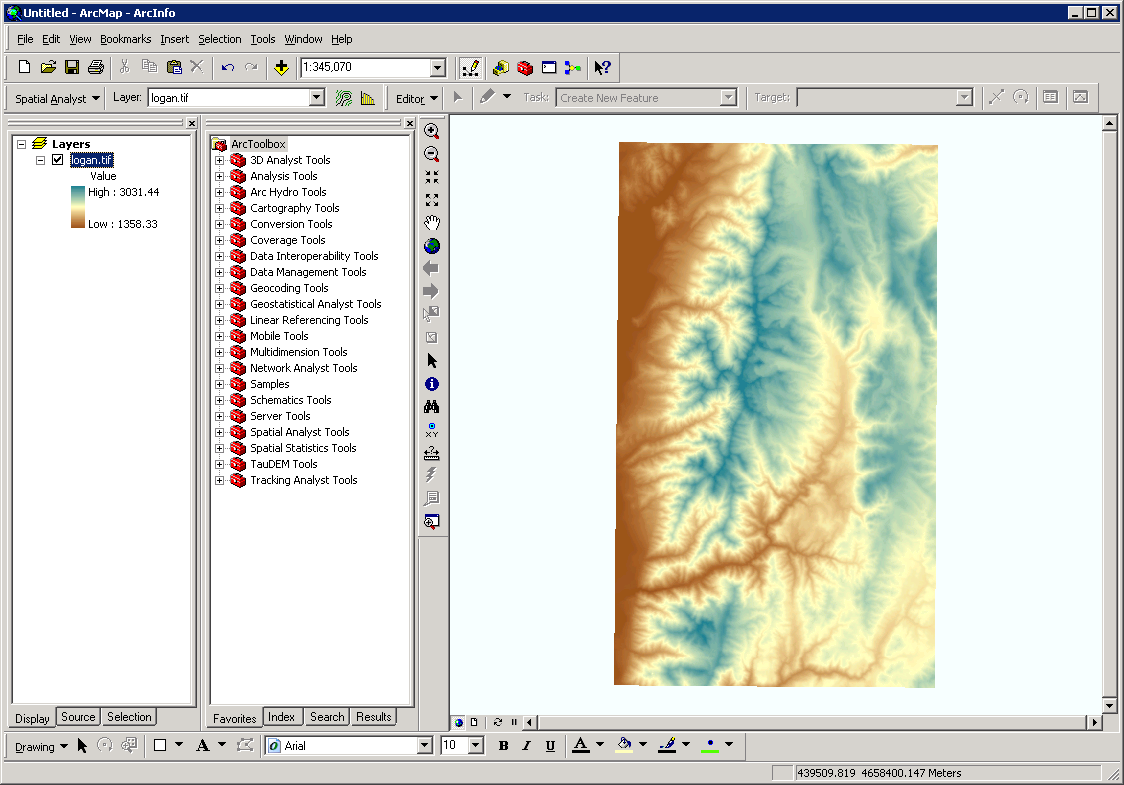 Untitled - ArcMap - ArcInfo
File Edit View Bookmarks Insert Selection Tools Window Help
1:345,070
Spatial Analyst Layer: logan.tif Editor Task: Create New Feature Target:
Layers
logan.tif
Value
High : 3031.44
Low : 1358.33
ArcToolbox
3D Analyst Tools
Analysis Tools
Arc Hydro Tools
Cartography Tools
Conversion Tools
Coverage Tools
Data Interoperability Tools
Data Management Tools
Geocoding Tools
Geostatistical Analyst Tools
Linear Referencing Tools
Mobile Tools
Multidimension Tools
Network Analyst Tools
Samples
Schematics Tools
Server Tools
Spatial Analyst Tools
Spatial Statistics Tools
TauDEM Tools
Tracking Analyst Tools
XY
Display Source Selection
Favorites Index Search Results
Drawing A Arial 10 B I U A
439509.819 4658400.147 Meters